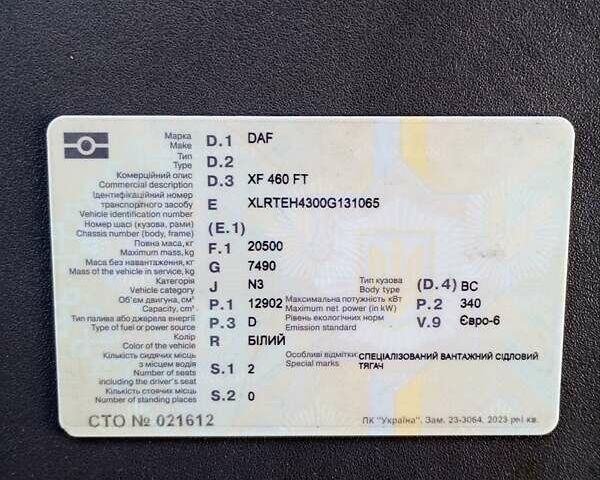 Марка D.1 DAF
Make
Тип D.2
Type
Комерційний опис D.3 XF 460 FT
Commercial description
Ідентифікаційний номер
транспортного засобу E XLRTEH4300G131065
Vehicle identification number
Номер шасі (кузова, рами) (E.1)
Chassis number (body, frame)
Повна маса, кг F.1 20500
Maximum mass, kg
Маса без навантаження, кг G 7490
Mass of the vehicle in service, kg
Категорія J N3 Тип кузова (D.4) BC
Vehicle category Body type
Об'єм двигуна, см³ P.1 12902 Максимальна потужність кВт P.2 340
Capacity, cm³ Maximum net power (in kW)
Тип палива або джерела енергії P.3 D Рівень екологічних норм V.9 Євро-6
Type of fuel or power source Emission standard
Колір R БІЛИЙ
Color of the vehicle
Кількість сидячих місць Особливі відмітки: СПЕЦІАЛІЗОВАНИЙ ВАНТАЖНИЙ СІДЛОВИЙ
з місцем водія S.1 2 Special marks ТЯГАЧ
Number of seats
including the driver's seat
Кількість стоячих місць S.2 0
Number of standing places
СТО № 021612 ПК "Україна". Зам. 23-3064. 2023 р. І кв.